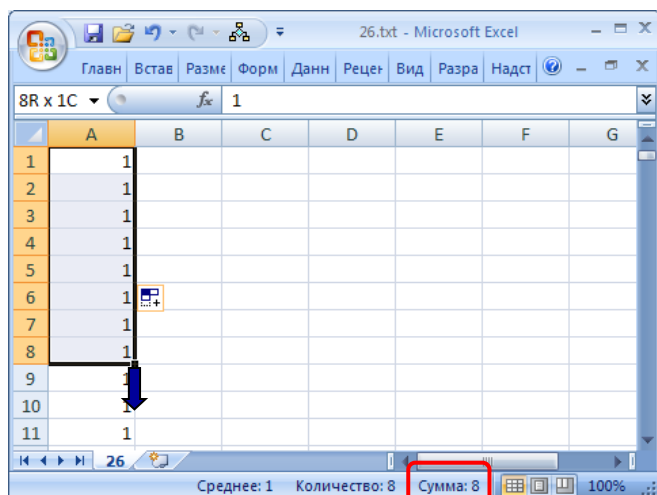 26.txt - Microsoft Excel
Главн Встав Разме Форм Данн Рецен Вид Разра Надст
8R x 1C fx 1
A B C D E F G
1 1
2 1
3 1
4 1
5 1
6 1
7 1
8 1
9 1
10 1
11 1
26
Среднее: 1 Количество: 8 Сумма: 8 100%